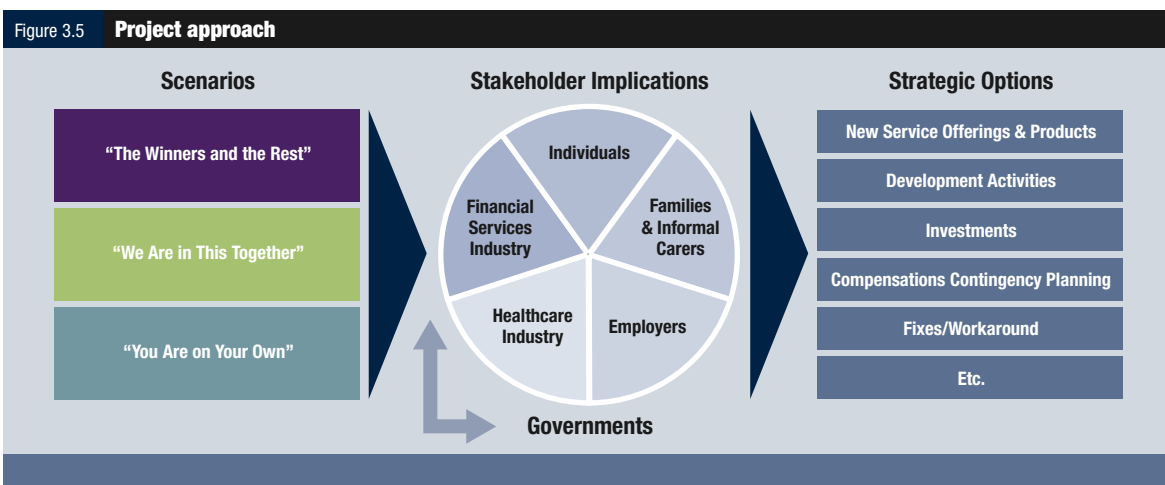 Figure 3.5 Project approach
Scenarios
“The Winners and the Rest”
“We Are in This Together”
“You Are on Your Own”
Stakeholder Implications
Individuals
Families
& Informal
Carers
Employers
Healthcare
Industry
Financial
Services
Industry
Governments
Strategic Options
New Service Offerings & Products
Development Activities
Investments
Compensations Contingency Planning
Fixes/Workaround
Etc.